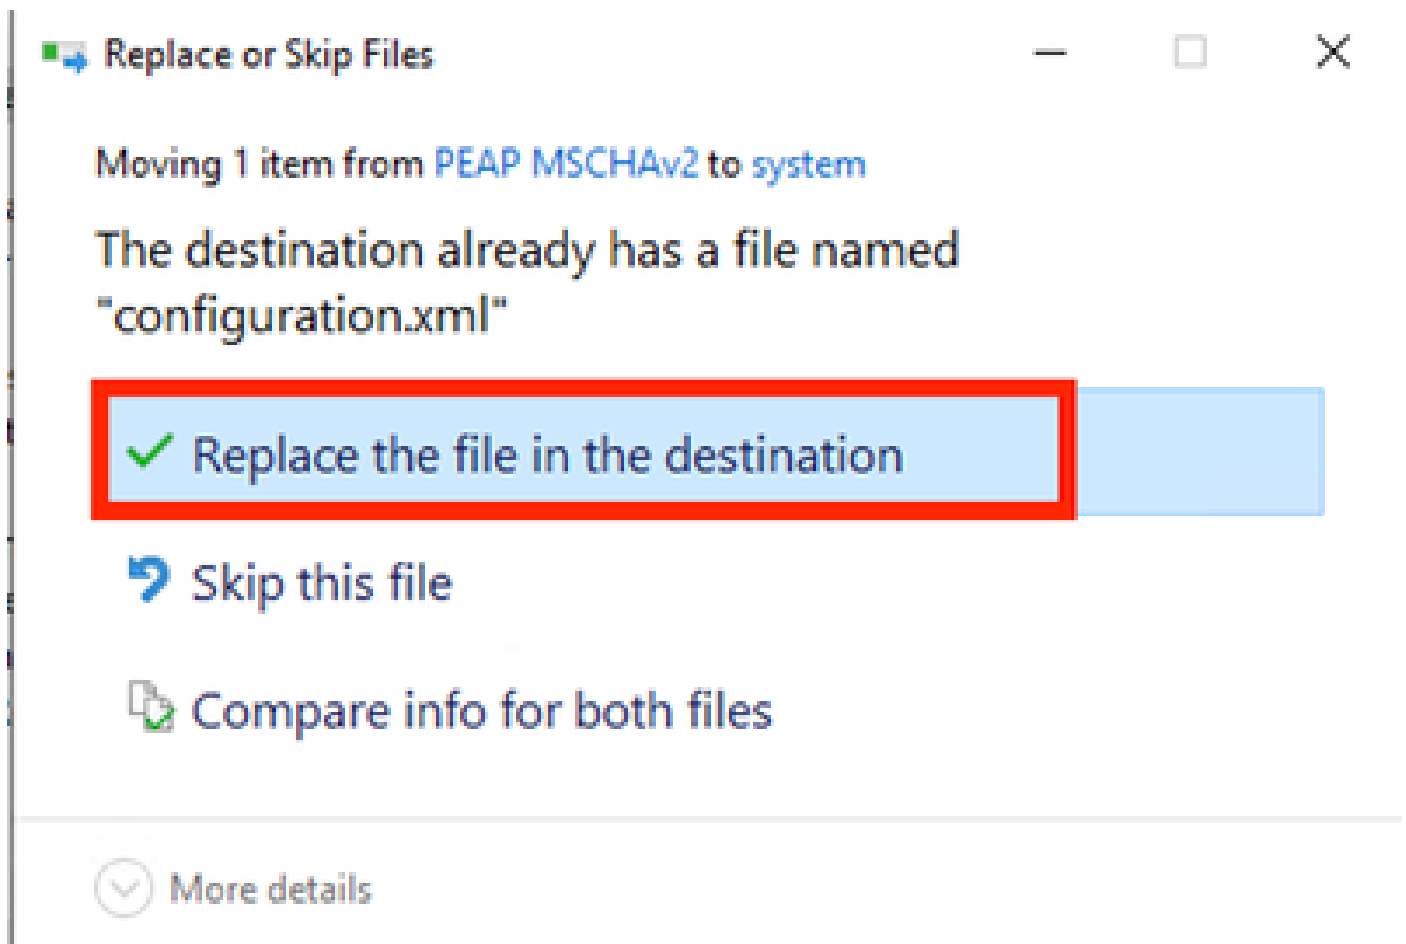 Replace or Skip Files
Moving 1 item from PEAP MSCHAv2 to system
The destination already has a file named
"configuration.xml"
Replace the file in the destination
Skip this file
Compare info for both files
More details